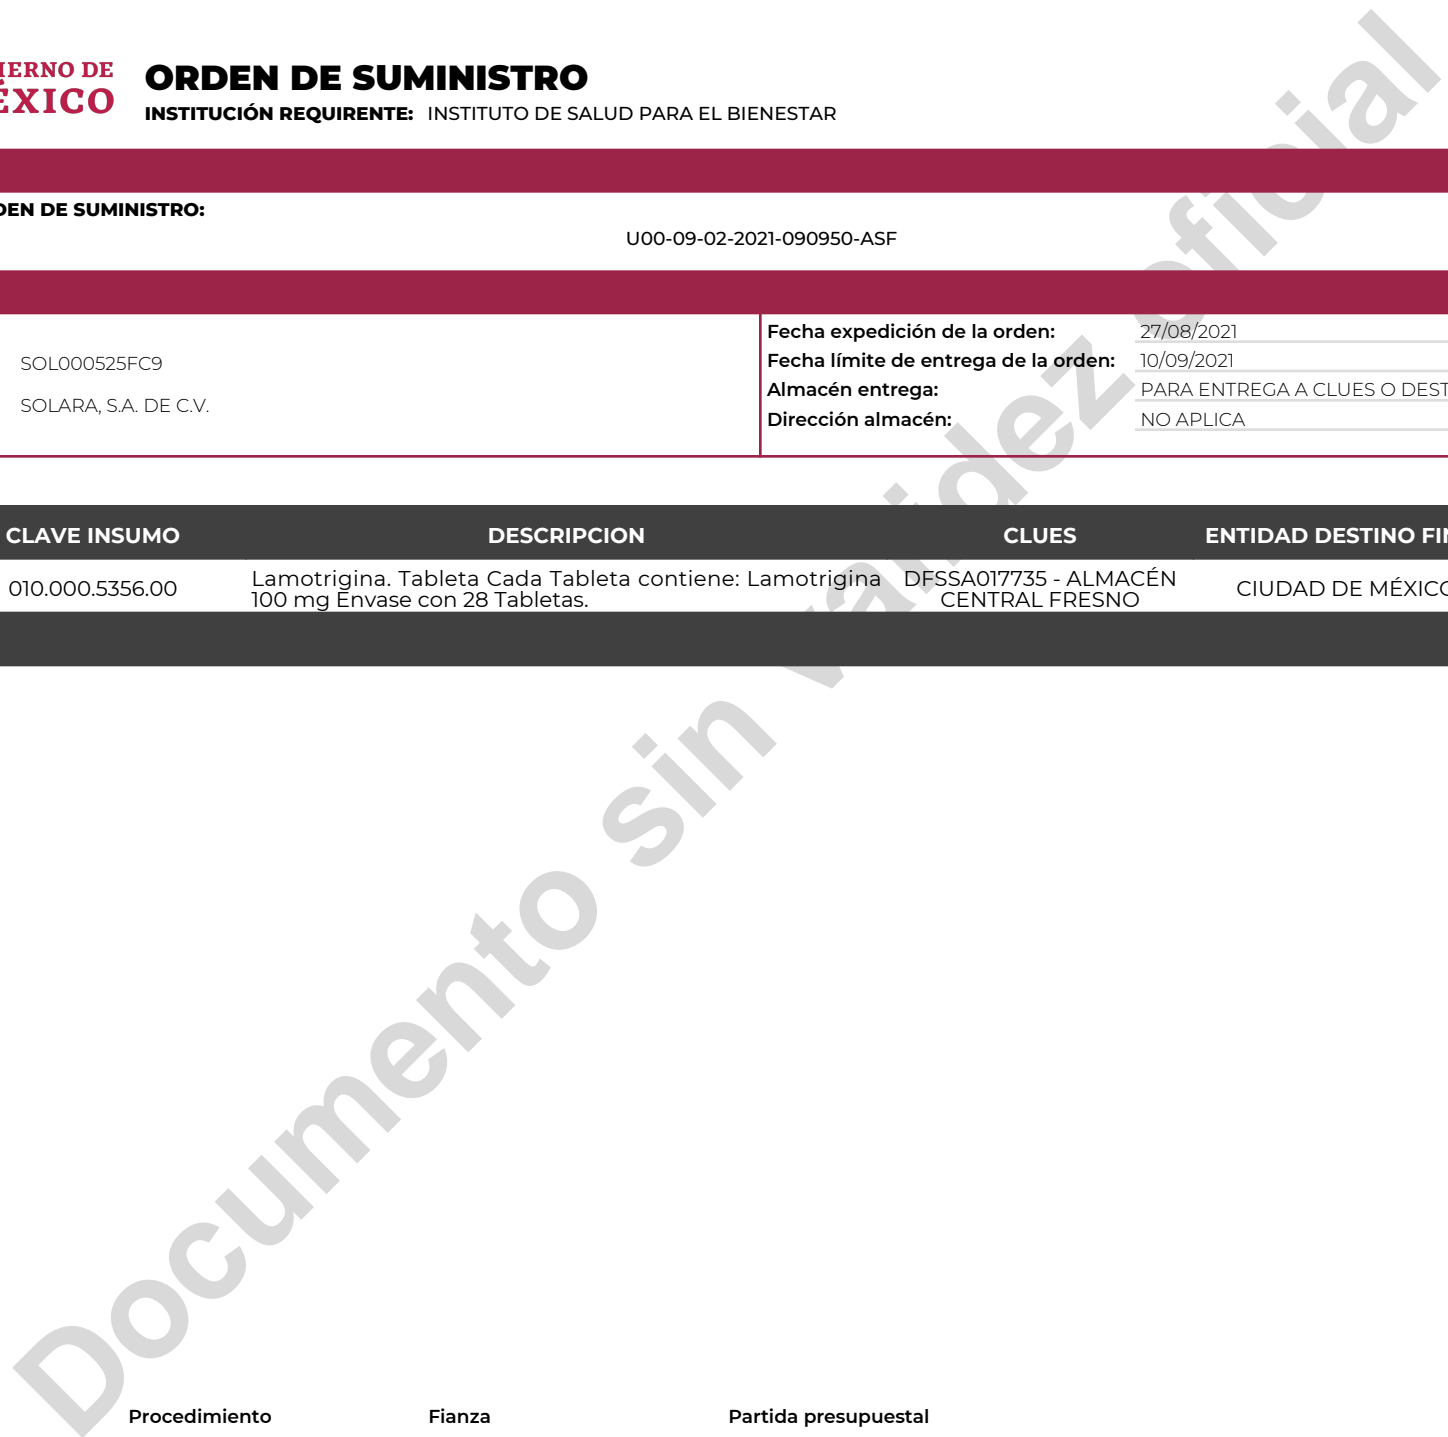 IERNO DE
ÉXICO
ORDEN DE SUMINISTRO
INSTITUCIÓN REQUIRENTE: INSTITUTO DE SALUD PARA EL BIENESTAR
DEN DE SUMINISTRO:
U00-09-02-2021-090950-ASF
SOL000525FC9
SOLARA, S.A. DE C.V.
Fecha expedición de la orden: 27/08/2021
Fecha límite de entrega de la orden: 10/09/2021
Almacén entrega: PARA ENTREGA A CLUES O DEST
Dirección almacén: NO APLICA
CLAVE INSUMO DESCRIPCION CLUES ENTIDAD DESTINO FIN
010.000.5356.00
Lamotrigina. Tableta Cada Tableta contiene: Lamotrigina
100 mg Envase con 28 Tabletas.
DFSSA017735 - ALMACÉN
CENTRAL FRESNO
CIUDAD DE MÉXICO
Documento sin validez oficial
Procedimiento Fianza Partida presupuestal